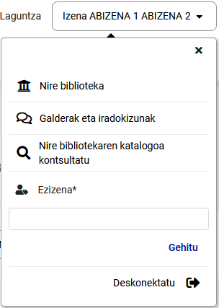 Laguntza
Izena ABIZENA 1 ABIZENA 2
Nire biblioteka
Galderak eta iradokizunak
Nire bibliotekaren katalogoa
kontsultatu
Ezizena*
Gehitu
Deskonektatu